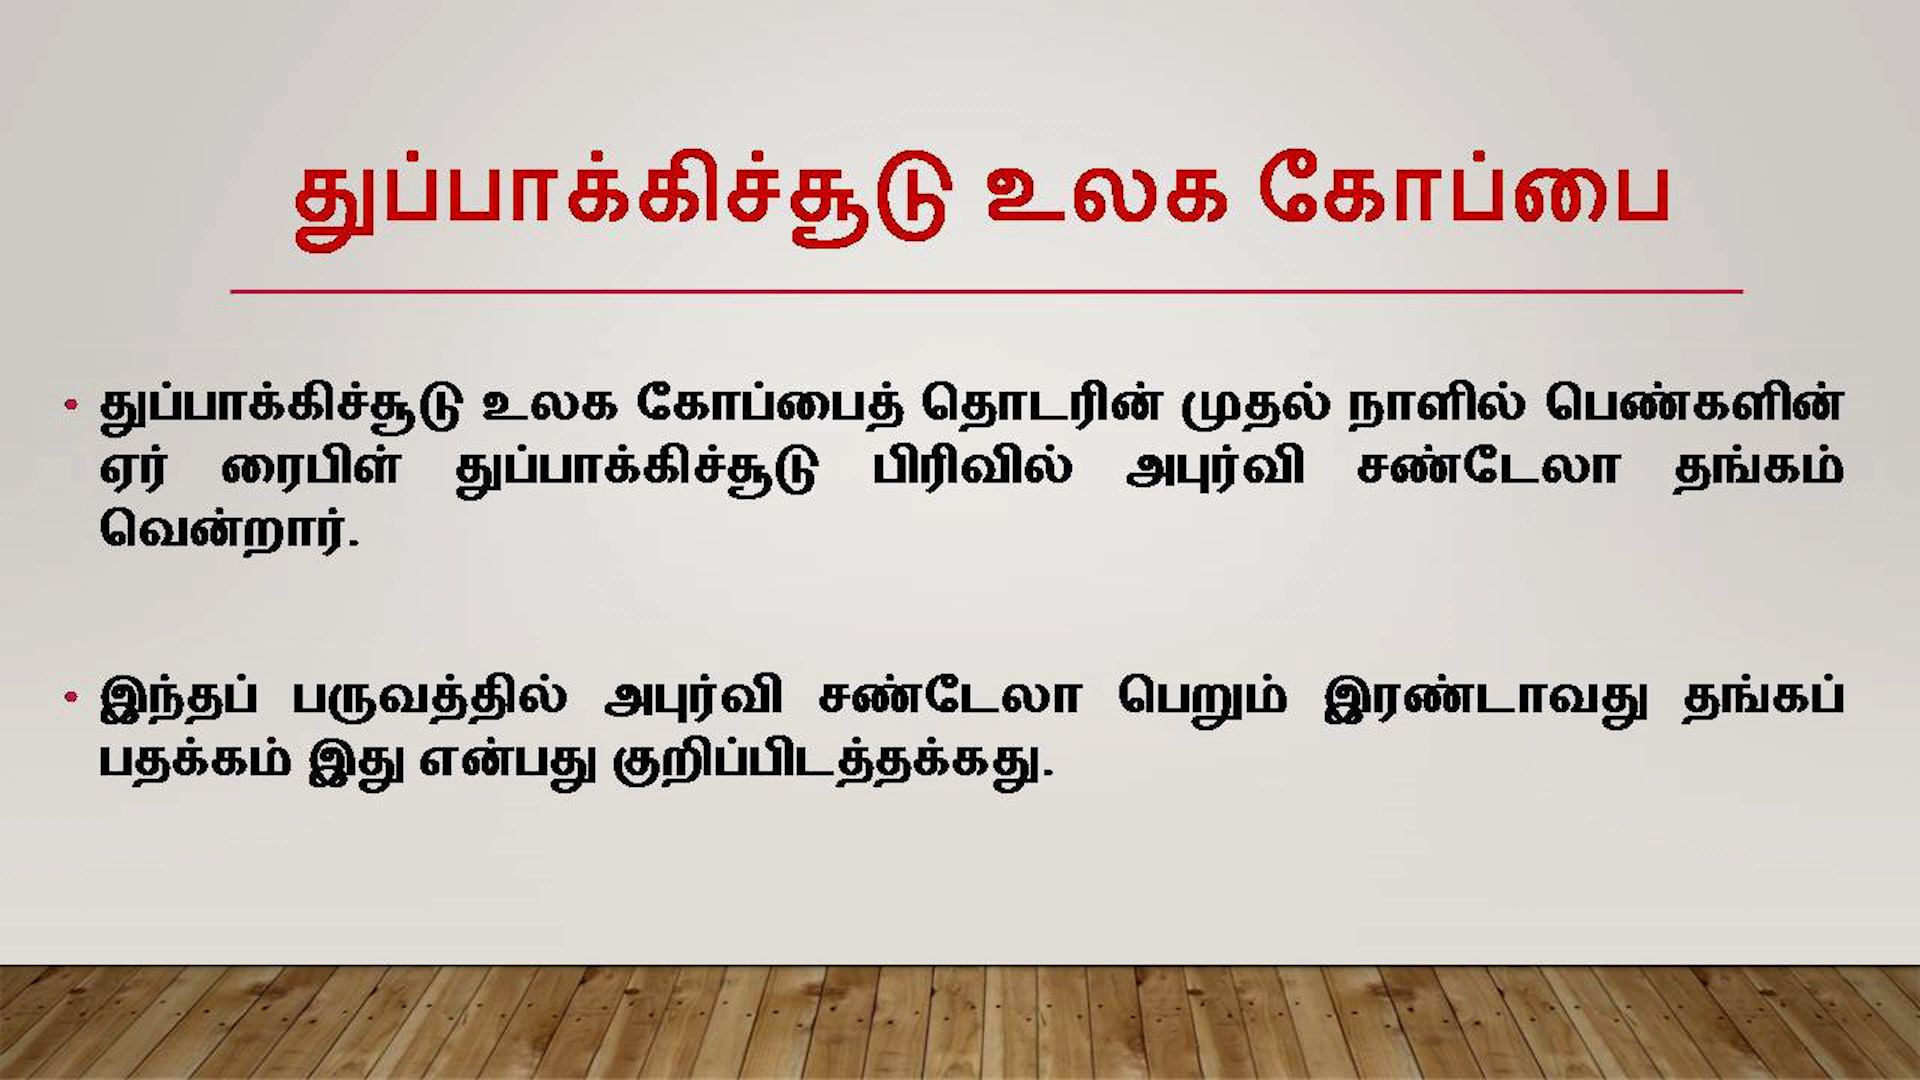 துப்பாக்கிச்சூடு உலக கோப்பை
• துப்பாக்கிச்சூடு உலக கோப்பைத் தொடரின் முதல் நாளில் பெண்களின்
ஏர் ரைபிள் துப்பாக்கிச்சூடு பிரிவில் அபுர்வி சண்டேலா தங்கம்
வென்றார்.
• இந்தப் பருவத்தில் அபுர்வி சண்டேலா பெறும் இரண்டாவது தங்கப்
பதக்கம் இது என்பது குறிப்பிடத்தக்கது.